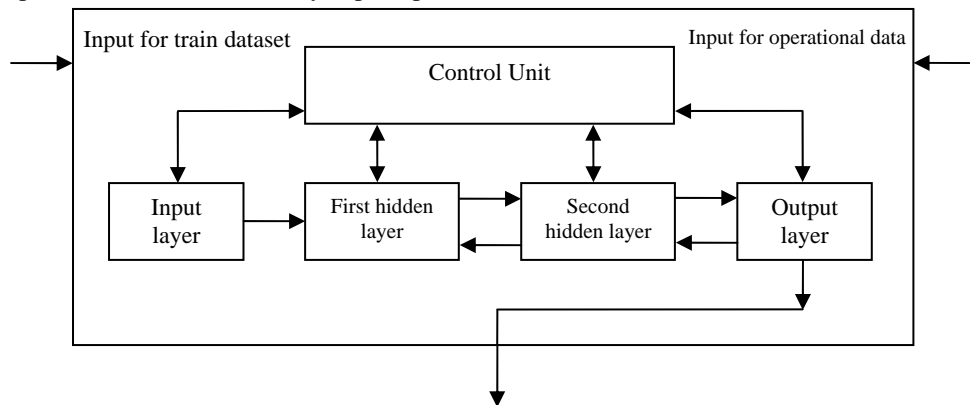 Input for train dataset
Input for operational data
Control Unit
Input
layer
First hidden
layer
Second
hidden layer
Output
layer